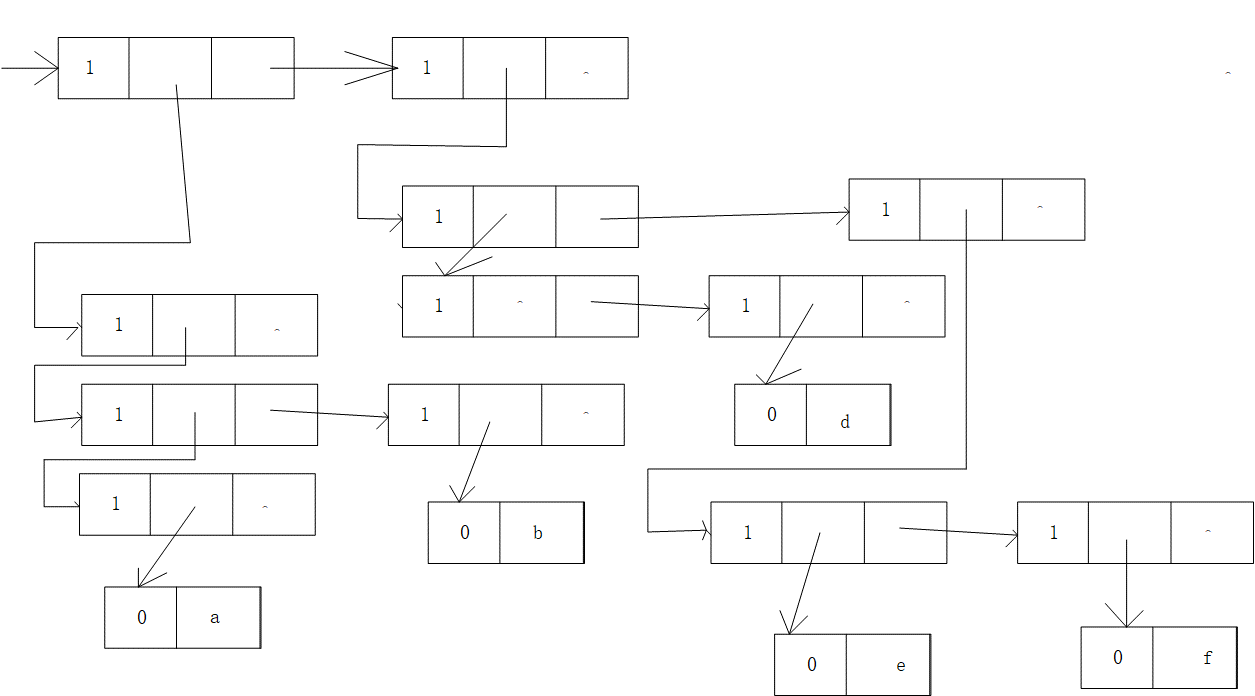 1 1 ^ ^
1 1 ^
1 ^ 1 ^
1 ^
1 1 ^ 0 d
1 ^ 0 b 1 1 ^
0 a 0 e 0 f